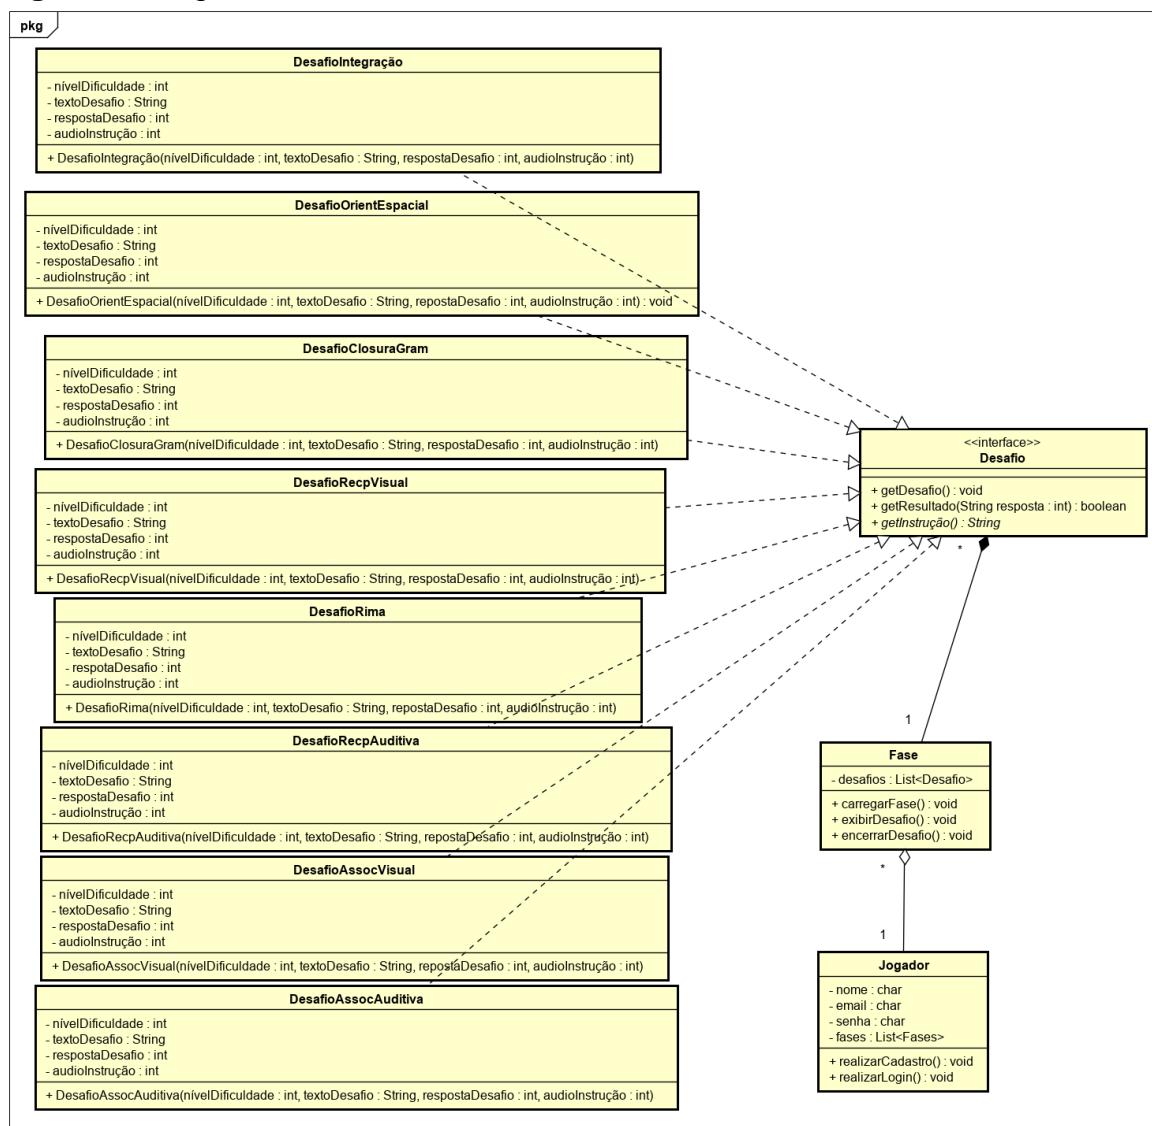 pkg
DesafioIntegração
- nívelDificuldade : int
- textoDesafio : String
- respostaDesafio : int
- audioInstrução : int
+ DesafioIntegração(nívelDificuldade : int, textoDesafio : String, respostaDesafio : int, audioInstrução : int)
DesafioOrientEspacial
- nívelDificuldade : int
- textoDesafio : String
- respostaDesafio : int
- audioInstrução : int
+ DesafioOrientEspacial(nívelDificuldade : int, textoDesafio : String, repostaDesafio : int, audioInstrução : int) : void
DesafioClosuraGram
- nívelDificuldade : int
- textoDesafio : String
- respostaDesafio : int
- audioInstrução : int
+ DesafioClosuraGram(nívelDificuldade : int, textoDesafio : String, respostaDesafio : int, audioInstrução : int)
DesafioRecpVisual
- nívelDificuldade : int
- textoDesafio : String
- respostaDesafio : int
- audioInstrução : int
+ DesafioRecpVisual(nívelDificuldade : int, textoDesafio : String, respostaDesafio : int, audioInstrução : int)
DesafioRima
- nívelDificuldade : int
- textoDesafio : String
- respotaDesafio : int
- audioInstrução : int
+ DesafioRima(nívelDificuldade : int, textoDesafio : String, repostaDesafio : int, audioInstrução : int)
DesafioRecpAuditiva
- nívelDificuldade : int
- textoDesafio : String
- respostaDesafio : int
- audioInstrução : int
+ DesafioRecpAuditiva(nívelDificuldade : int, textoDesafio : String, repostaDesafio : int, audioInstrução : int)
DesafioAssocVisual
- nívelDificuldade : int
- textoDesafio : String
- respostaDesafio : int
- audioInstrução : int
+ DesafioAssocVisual(nívelDificuldade : int, textoDesafio : String, repostaDesafio : int, audioInstrução : int)
DesafioAssocAuditiva
- nívelDificuldade : int
- textoDesafio : String
- respostaDesafio : int
- audioInstrução : int
+ DesafioAssocAuditiva(nívelDificuldade : int, textoDesafio : String, respostaDesafio : int, audioInstrução : int)
<<interface>>
Desafio
+ getDesafio() : void
+ getResultado(String resposta : int) : boolean
+ getInstrução() : String
*
1
Fase
- desafios : List<Desafio>
+ carregarFase() : void
+ exibirDesafio() : void
+ encerrarDesafio() : void
*
1
Jogador
- nome : char
- email : char
- senha : char
- fases : List<Fases>
+ realizarCadastro() : void
+ realizarLogin() : void